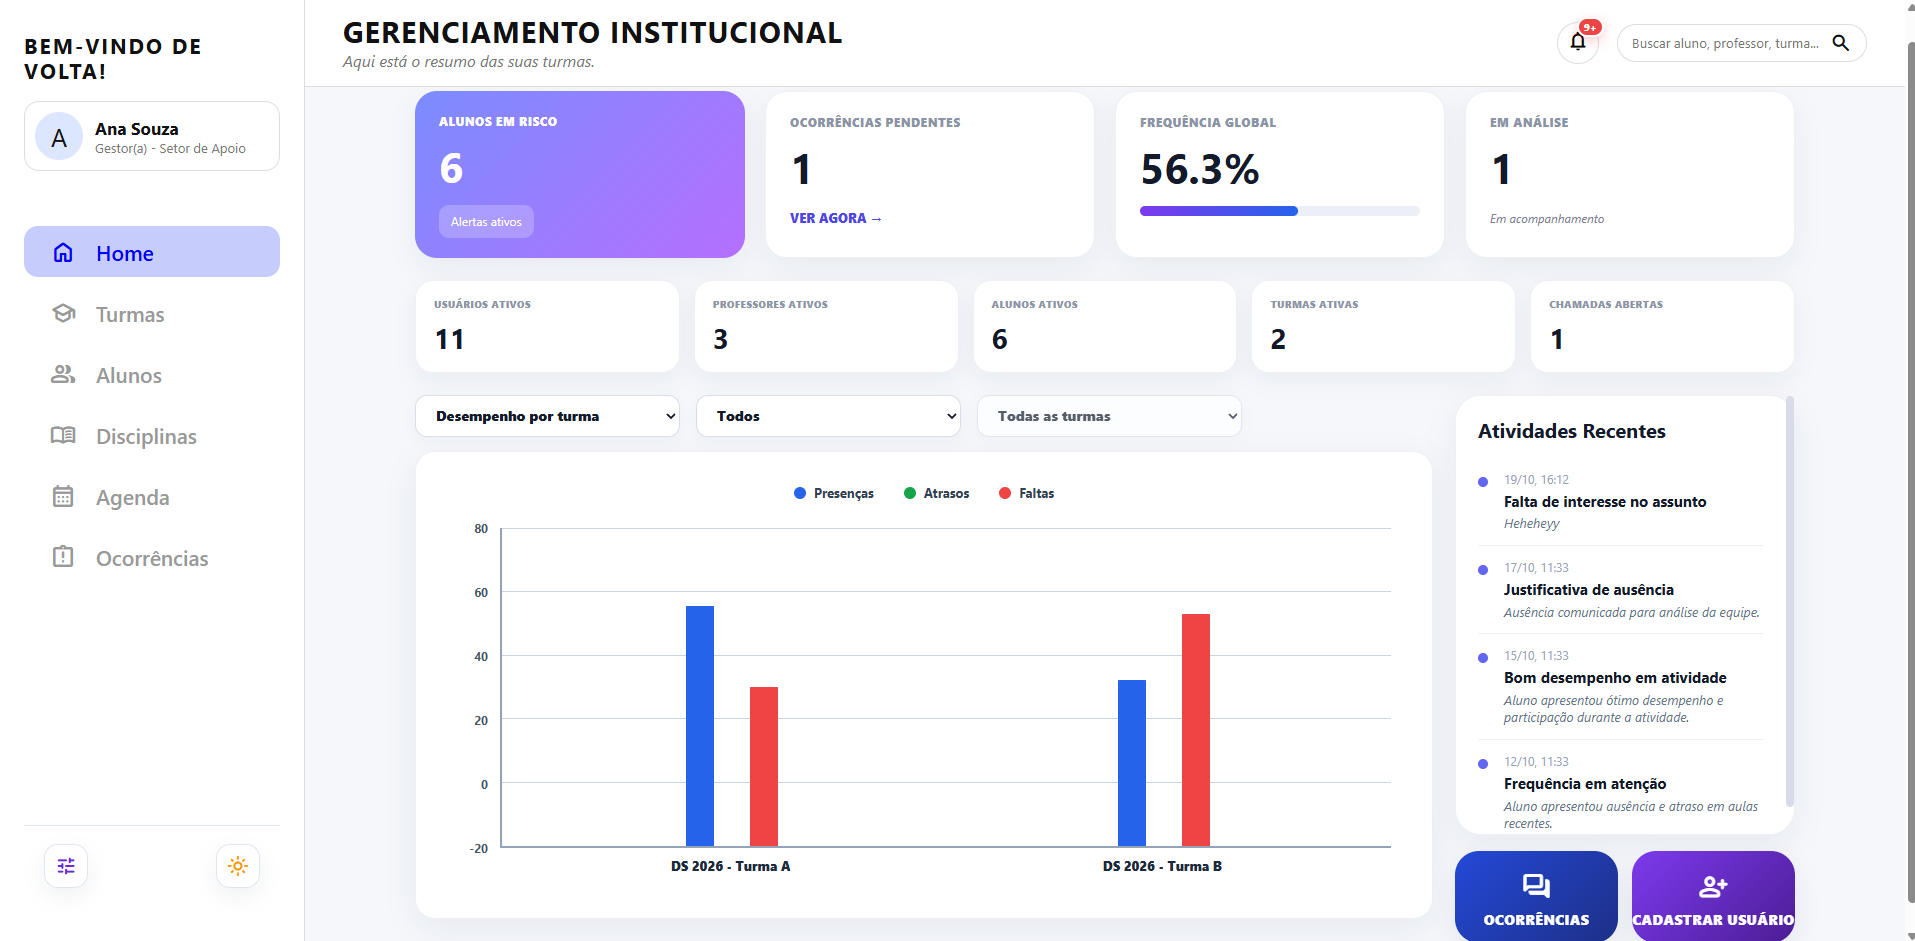 BEM-VINDO DE
VOLTA!
A
Ana Souza
Gestor(a) - Setor de Apoio
Home
Turmas
Alunos
Disciplinas
Agenda
Ocorrências
GERENCIAMENTO INSTITUCIONAL
Aqui está o resumo das suas turmas.
9+
Buscar aluno, professor, turma...
ALUNOS EM RISCO
6
Alertas ativos
OCORRÊNCIAS PENDENTES
1
VER AGORA →
FREQUÊNCIA GLOBAL
56.3%
EM ANÁLISE
1
Em acompanhamento
USUÁRIOS ATIVOS
11
PROFESSORES ATIVOS
3
ALUNOS ATIVOS
6
TURMAS ATIVAS
2
CHAMADAS ABERTAS
1
Desempenho por turma
Todos
Todas as turmas
Presenças
Atrasos
Faltas
80
60
40
20
0
-20
DS 2026 - Turma A
DS 2026 - Turma B
Atividades Recentes
19/10, 16:12
Falta de interesse no assunto
Heheheyy
17/10, 11:33
Justificativa de ausência
Ausência comunicada para análise da equipe.
15/10, 11:33
Bom desempenho em atividade
Aluno apresentou ótimo desempenho e
participação durante a atividade.
12/10, 11:33
Frequência em atenção
Aluno apresentou ausência e atraso em aulas
recentes.
OCORRÊNCIAS
CADASTRAR USUÁRIO